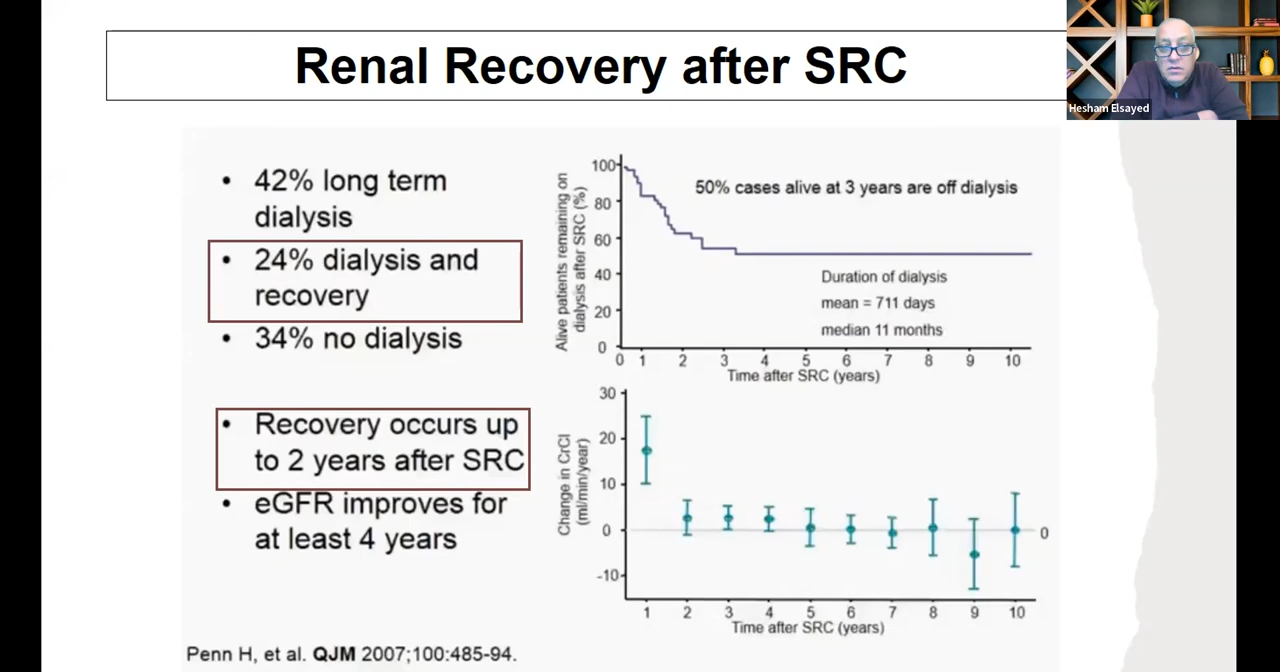 Renal Recovery after SRC
Hesham Elsayed
• 42% long term
dialysis
• 24% dialysis and
recovery
• 34% no dialysis
• Recovery occurs up
to 2 years after SRC
• eGFR improves for
at least 4 years
Alive patients remaining on
dialysis after SRC (%)
100
80
60
40
20
0
50% cases alive at 3 years are off dialysis
Duration of dialysis
mean = 711 days
median 11 months
0 1 2 3 4 5 6 7 8 9 10
Time after SRC (years)
Change in CrCl
(ml/min/year)
30
20
10
0
-10
0
1 2 3 4 5 6 7 8 9 10
Time after SRC (years)
Penn H, et al. QJM 2007;100:485-94.